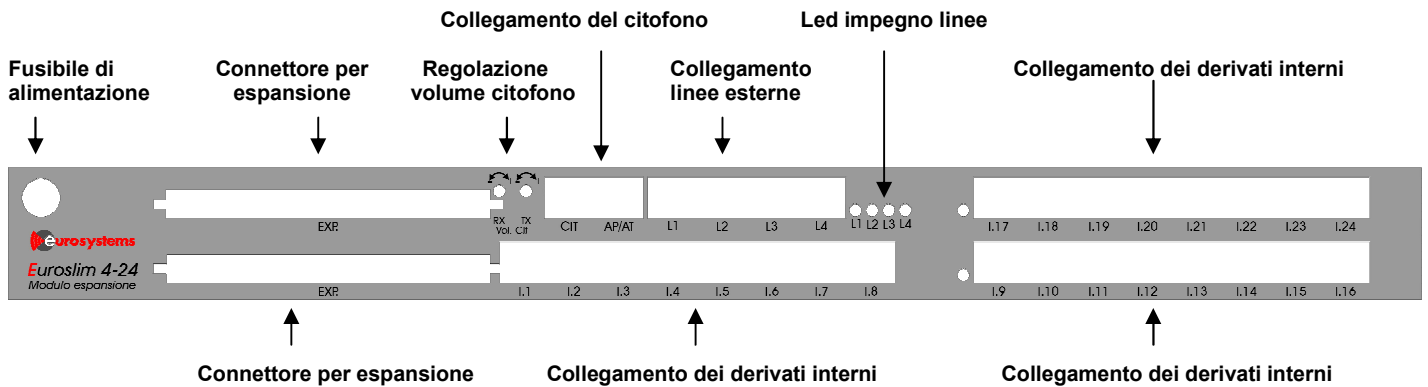 Collegamento del citofono
Led impegno linee
Fusibile di
alimentazione
Connettore per
espansione
Regolazione
volume citofono
Collegamento
linee esterne
Collegamento dei derivati interni
EXP.
RX TX
Vol. Cit
CIT AP/AT L1 L2 L3 L4
L1 L2 L3 L4
I.17 I.18 I.19 I.20 I.21 I.22 I.23 I.24
eurosystems
Euroslim 4-24
Modulo espansione
EXP.
I.1 I.2 I.3 I.4 I.5 I.6 I.7 I.8
I.9 I.10 I.11 I.12 I.13 I.14 I.15 I.16
Connettore per espansione
Collegamento dei derivati interni
Collegamento dei derivati interni